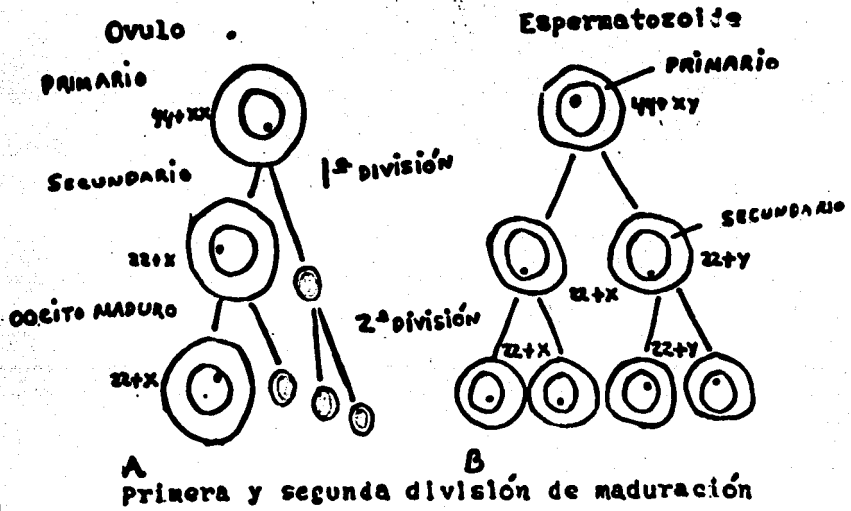 Ovulo
Espermatozoide
PRIMARIO
PRIMARIO
44+XX
44+XY
1ª DIVISIÓN
SECUNDARIO
SECUNDARIO
22+X
22+X
22+Y
OOCITO MADURO
2ª DIVISIÓN
22+X
22+X
22+Y
A
B
Primera y segunda división de maduración